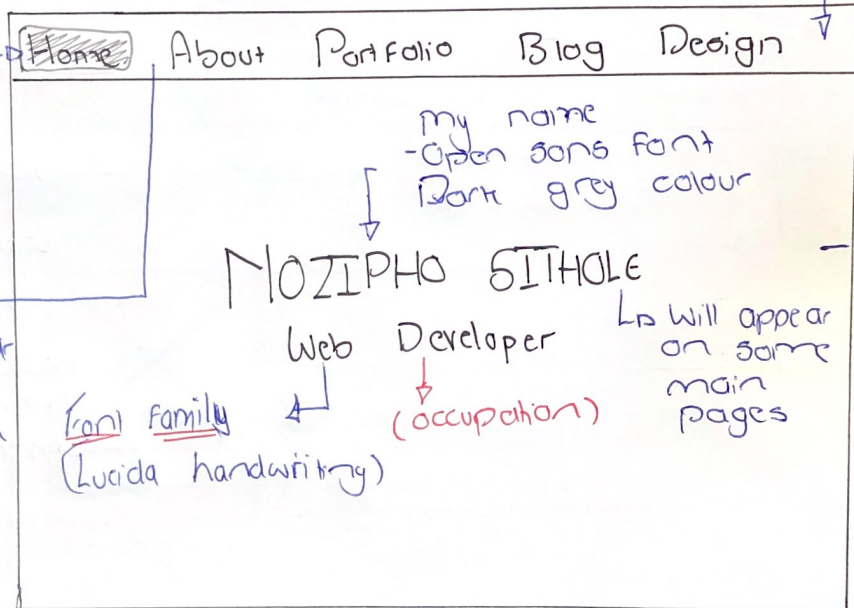 Home About Portfolio Blog Design
my name
-Open sans font
Dark grey colour
NOZIPHO SITHOLE
Web Developer
Will appear
on some
main
pages
(occupation)
font family
(Lucida handwriting)